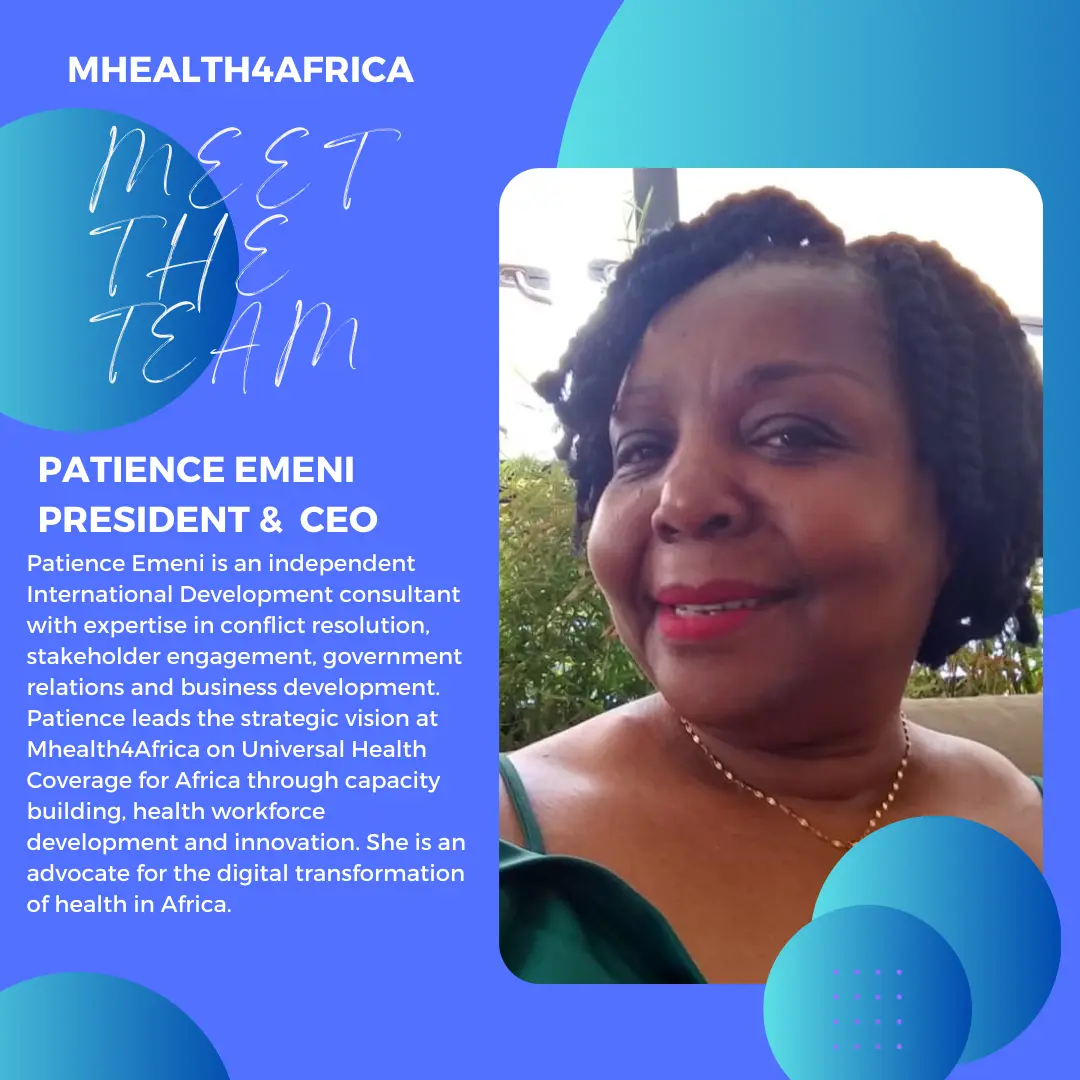 MHEALTH4AFRICA
MEET
THE
TEAM
PATIENCE EMENI
PRESIDENT & CEO
Patience Emeni is an independent
International Development consultant
with expertise in conflict resolution,
stakeholder engagement, government
relations and business development.
Patience leads the strategic vision at
Mhealth4Africa on Universal Health
Coverage for Africa through capacity
building, health workforce
development and innovation. She is an
advocate for the digital transformation
of health in Africa.